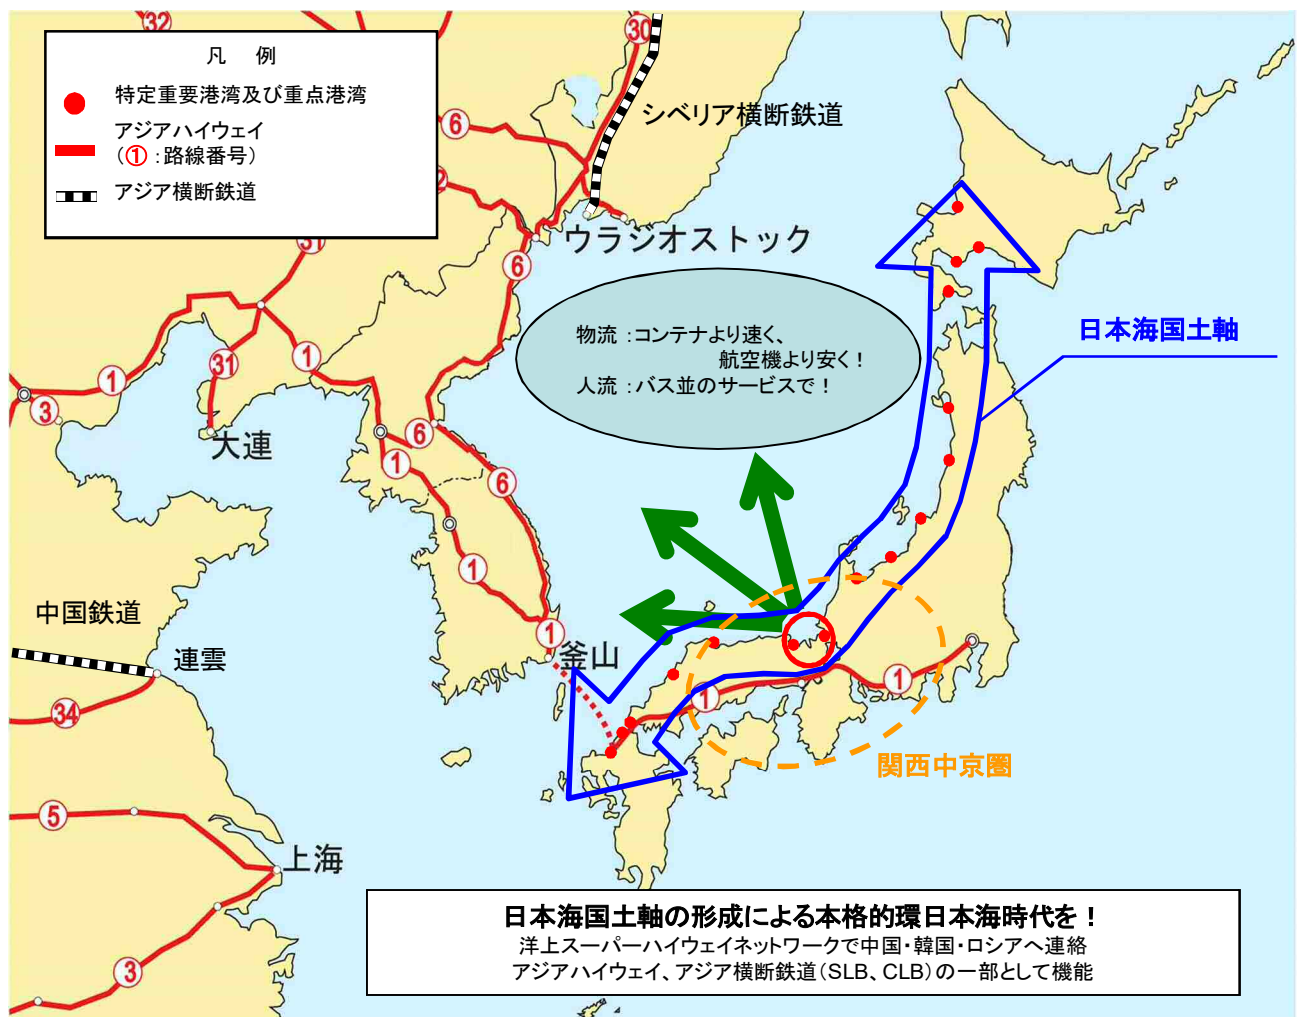 凡 例
特定重要港湾及び重点港湾
アジアハイウェイ
（① ：路線番号）
アジア横断鉄道
32
30
シベリア横断鉄道
6
31
ウラシオストック
6
物流 ：コンテナより速く、
航空機より安く！
人流 ：バス並のサービスで！
日本海国土軸
1
31
1
3
大連
6
1
6
1
中国鉄道
連雲
1
釜山
34
1
1
関西中京圏
5
上海
3
日本海国土軸の形成による本格的環日本海時代を！
洋上スーパーハイウェイネットワークで中国・韓国・ロシアへ連絡
アジアハイウェイ、アジア横断鉄道（SLB、CLB）の一部として機能